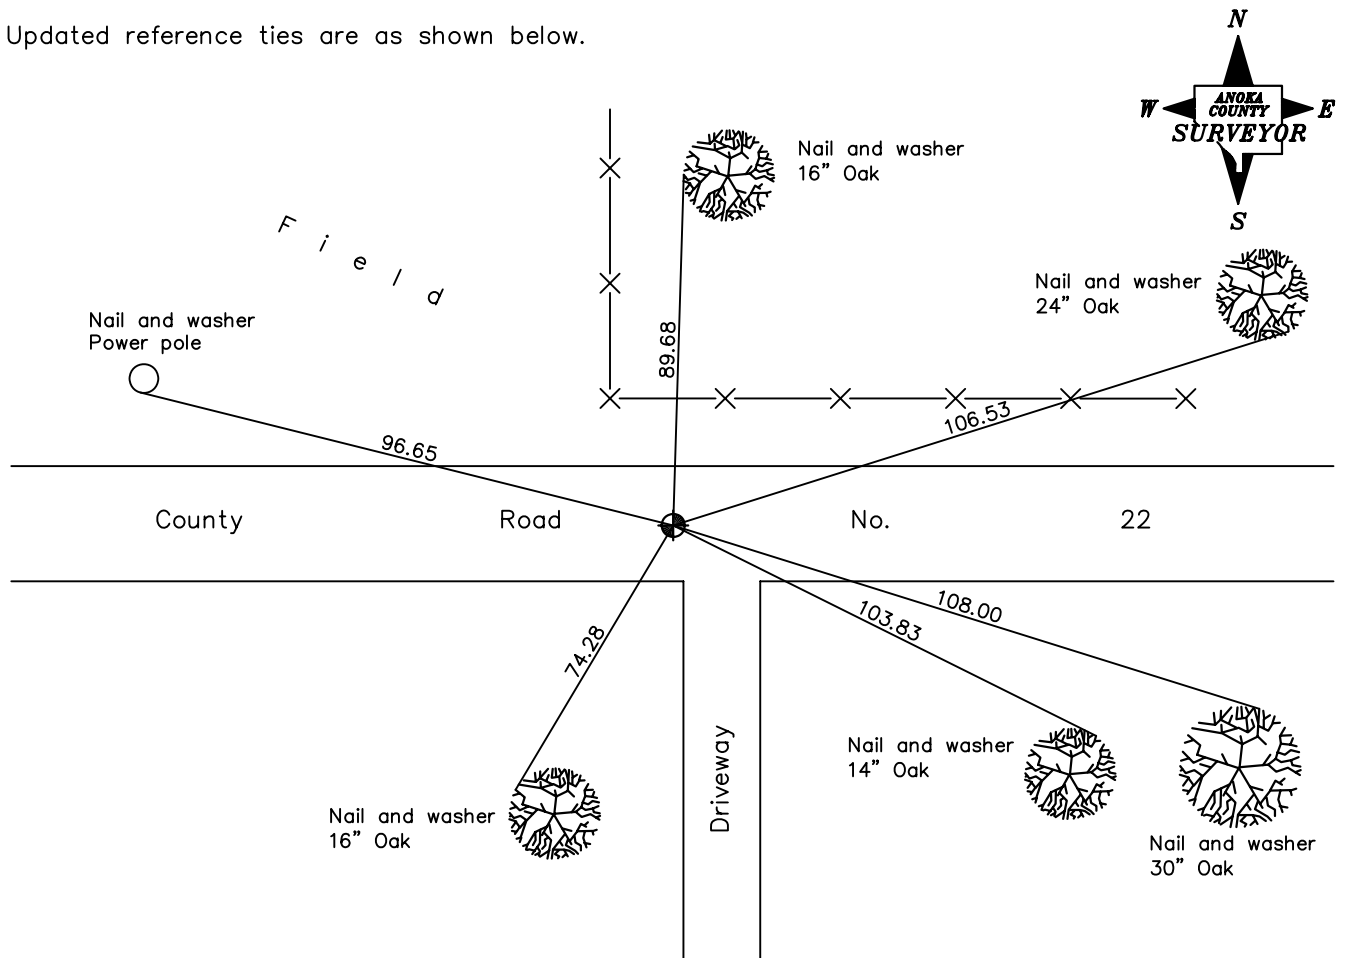 Updated reference ties are as shown below.
N
W
ANOKA
COUNTY
SURVEYOR
E
S
Nail and washer
16" Oak
Field
Nail and washer
24" Oak
Nail and washer
Power pole
89.68
106.53
96.65
County Road No. 22
108.00
103.83
74.28
Driveway
Nail and washer
14" Oak
Nail and washer
16" Oak
Nail and washer
30" Oak